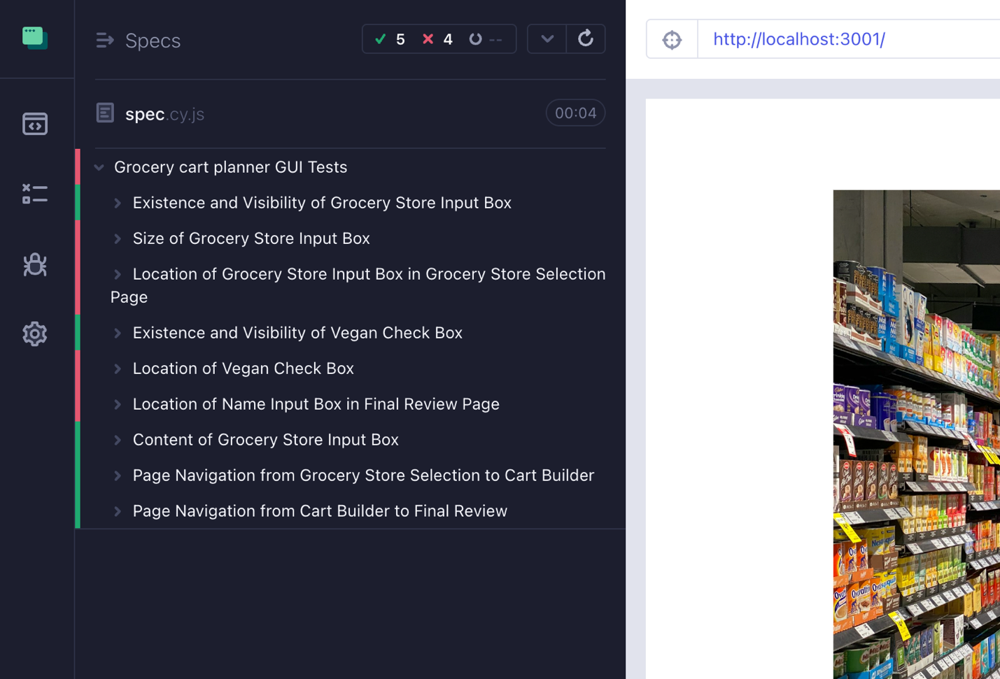 Specs
5 4 --
http://localhost:3001/
spec.cy.js
00:04
Grocery cart planner GUI Tests
Existence and Visibility of Grocery Store Input Box
Size of Grocery Store Input Box
Location of Grocery Store Input Box in Grocery Store Selection
Page
Existence and Visibility of Vegan Check Box
Location of Vegan Check Box
Location of Name Input Box in Final Review Page
Content of Grocery Store Input Box
Page Navigation from Grocery Store Selection to Cart Builder
Page Navigation from Cart Builder to Final Review